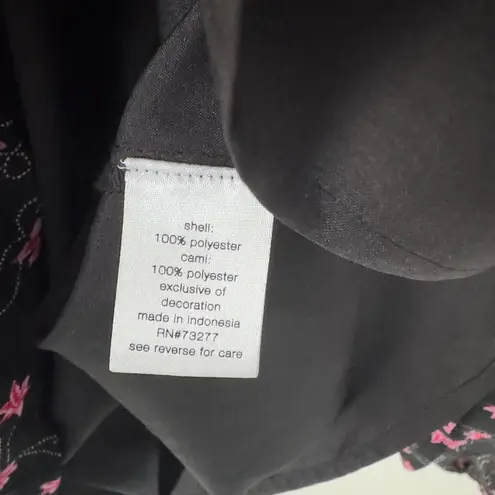 shell:
100% polyester
cami:
100% polyester
exclusive of
decoration
made in indonesia
RN#73277
see reverse for care